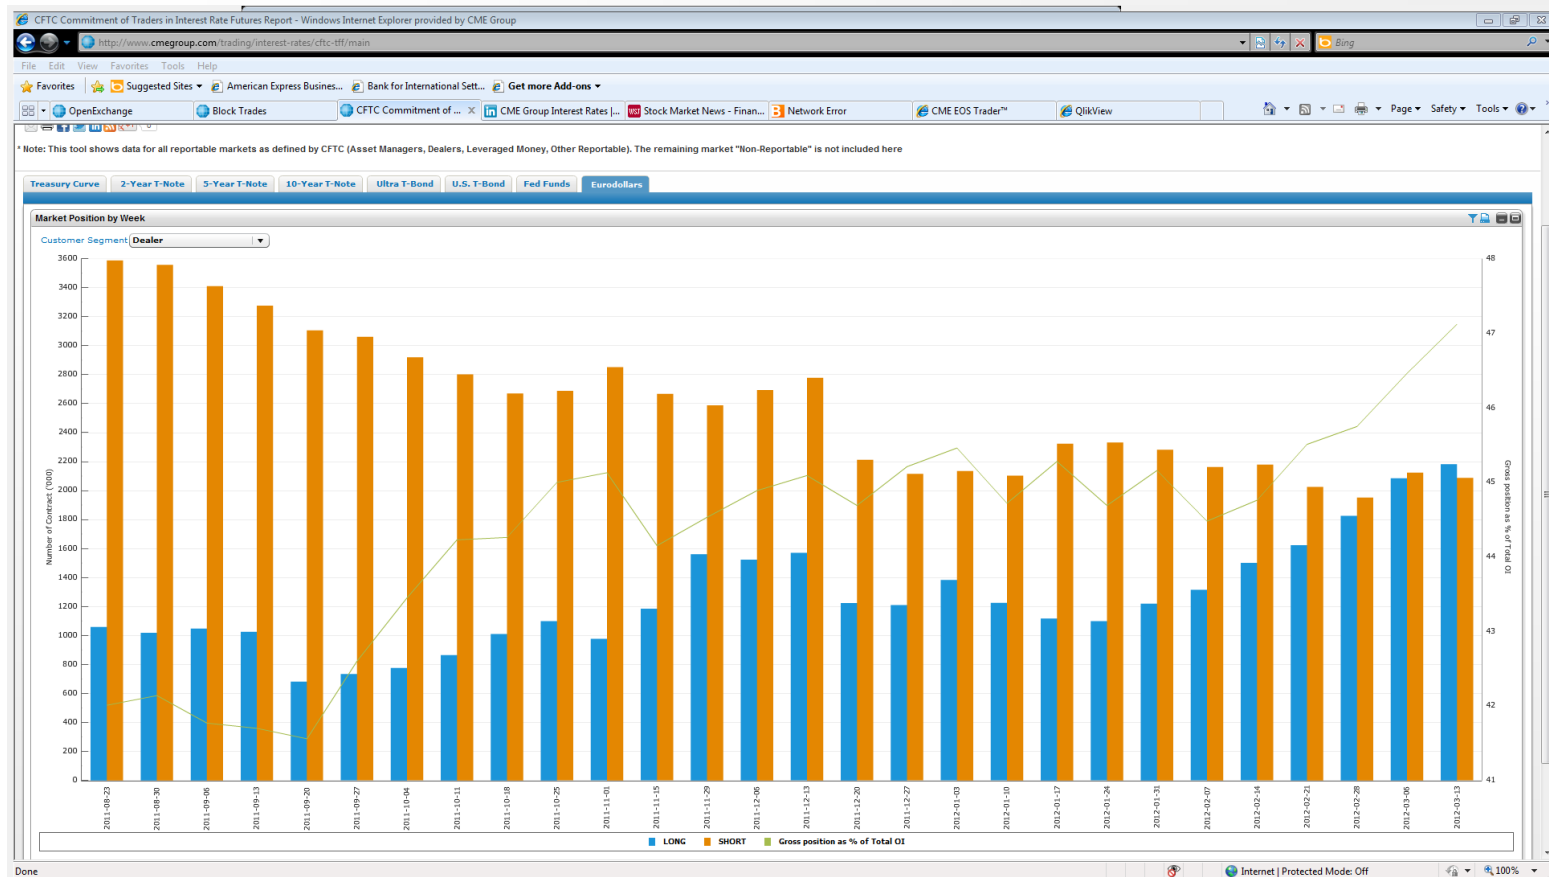 CFTC Commitment of Traders in Interest Rate Futures Report - Windows Internet Explorer provided by CME Group
http://www.cmegroup.com/trading/interest-rates/cftc-tff/main
Bing
File Edit View Favorites Tools Help
Favorites Suggested Sites American Express Busines... Bank for International Sett... Get more Add-ons
OpenExchange Block Trades CFTC Commitment of ... X CME Group Interest Rates |... Stock Market News - Finan... Network Error CME EOS Trader™ QlikView Page Safety Tools
* Note: This tool shows data for all reportable markets as defined by CFTC (Asset Managers, Dealers, Leveraged Money, Other Reportable). The remaining market "Non-Reportable" is not included here
Treasury Curve 2-Year T-Note 5-Year T-Note 10-Year T-Note Ultra T-Bond U.S. T-Bond Fed Funds Eurodollars
Market Position by Week
Customer Segment Dealer
3600 48
3400
3200
3000 47
2800
2600 46
2400
2200
2000 45
1800
1600 44
1400
1200
1000 43
800
600 42
400
200
0 41
Number of Contract ('000)
Gross position as % of Total OI
2011-08-23 2011-08-30 2011-09-06 2011-09-13 2011-09-20 2011-09-27 2011-10-04 2011-10-11 2011-10-18 2011-10-25 2011-11-01 2011-11-15 2011-11-29 2011-12-06 2011-12-13 2011-12-20 2011-12-27 2012-01-03 2012-01-10 2012-01-17 2012-01-24 2012-01-31 2012-02-07 2012-02-14 2012-02-21 2012-02-28 2012-03-06 2012-03-13
LONG SHORT Gross position as % of Total OI
Done Internet | Protected Mode: Off 100%